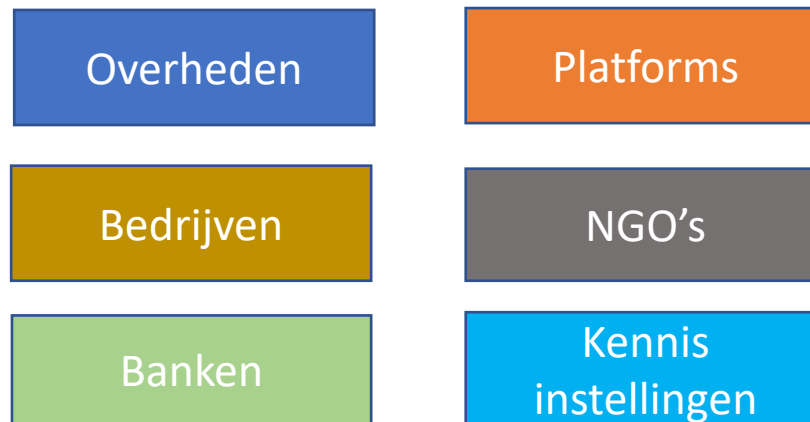 Overheden
Platforms
Bedrijven
NGO's
Banken
Kennis
instellingen